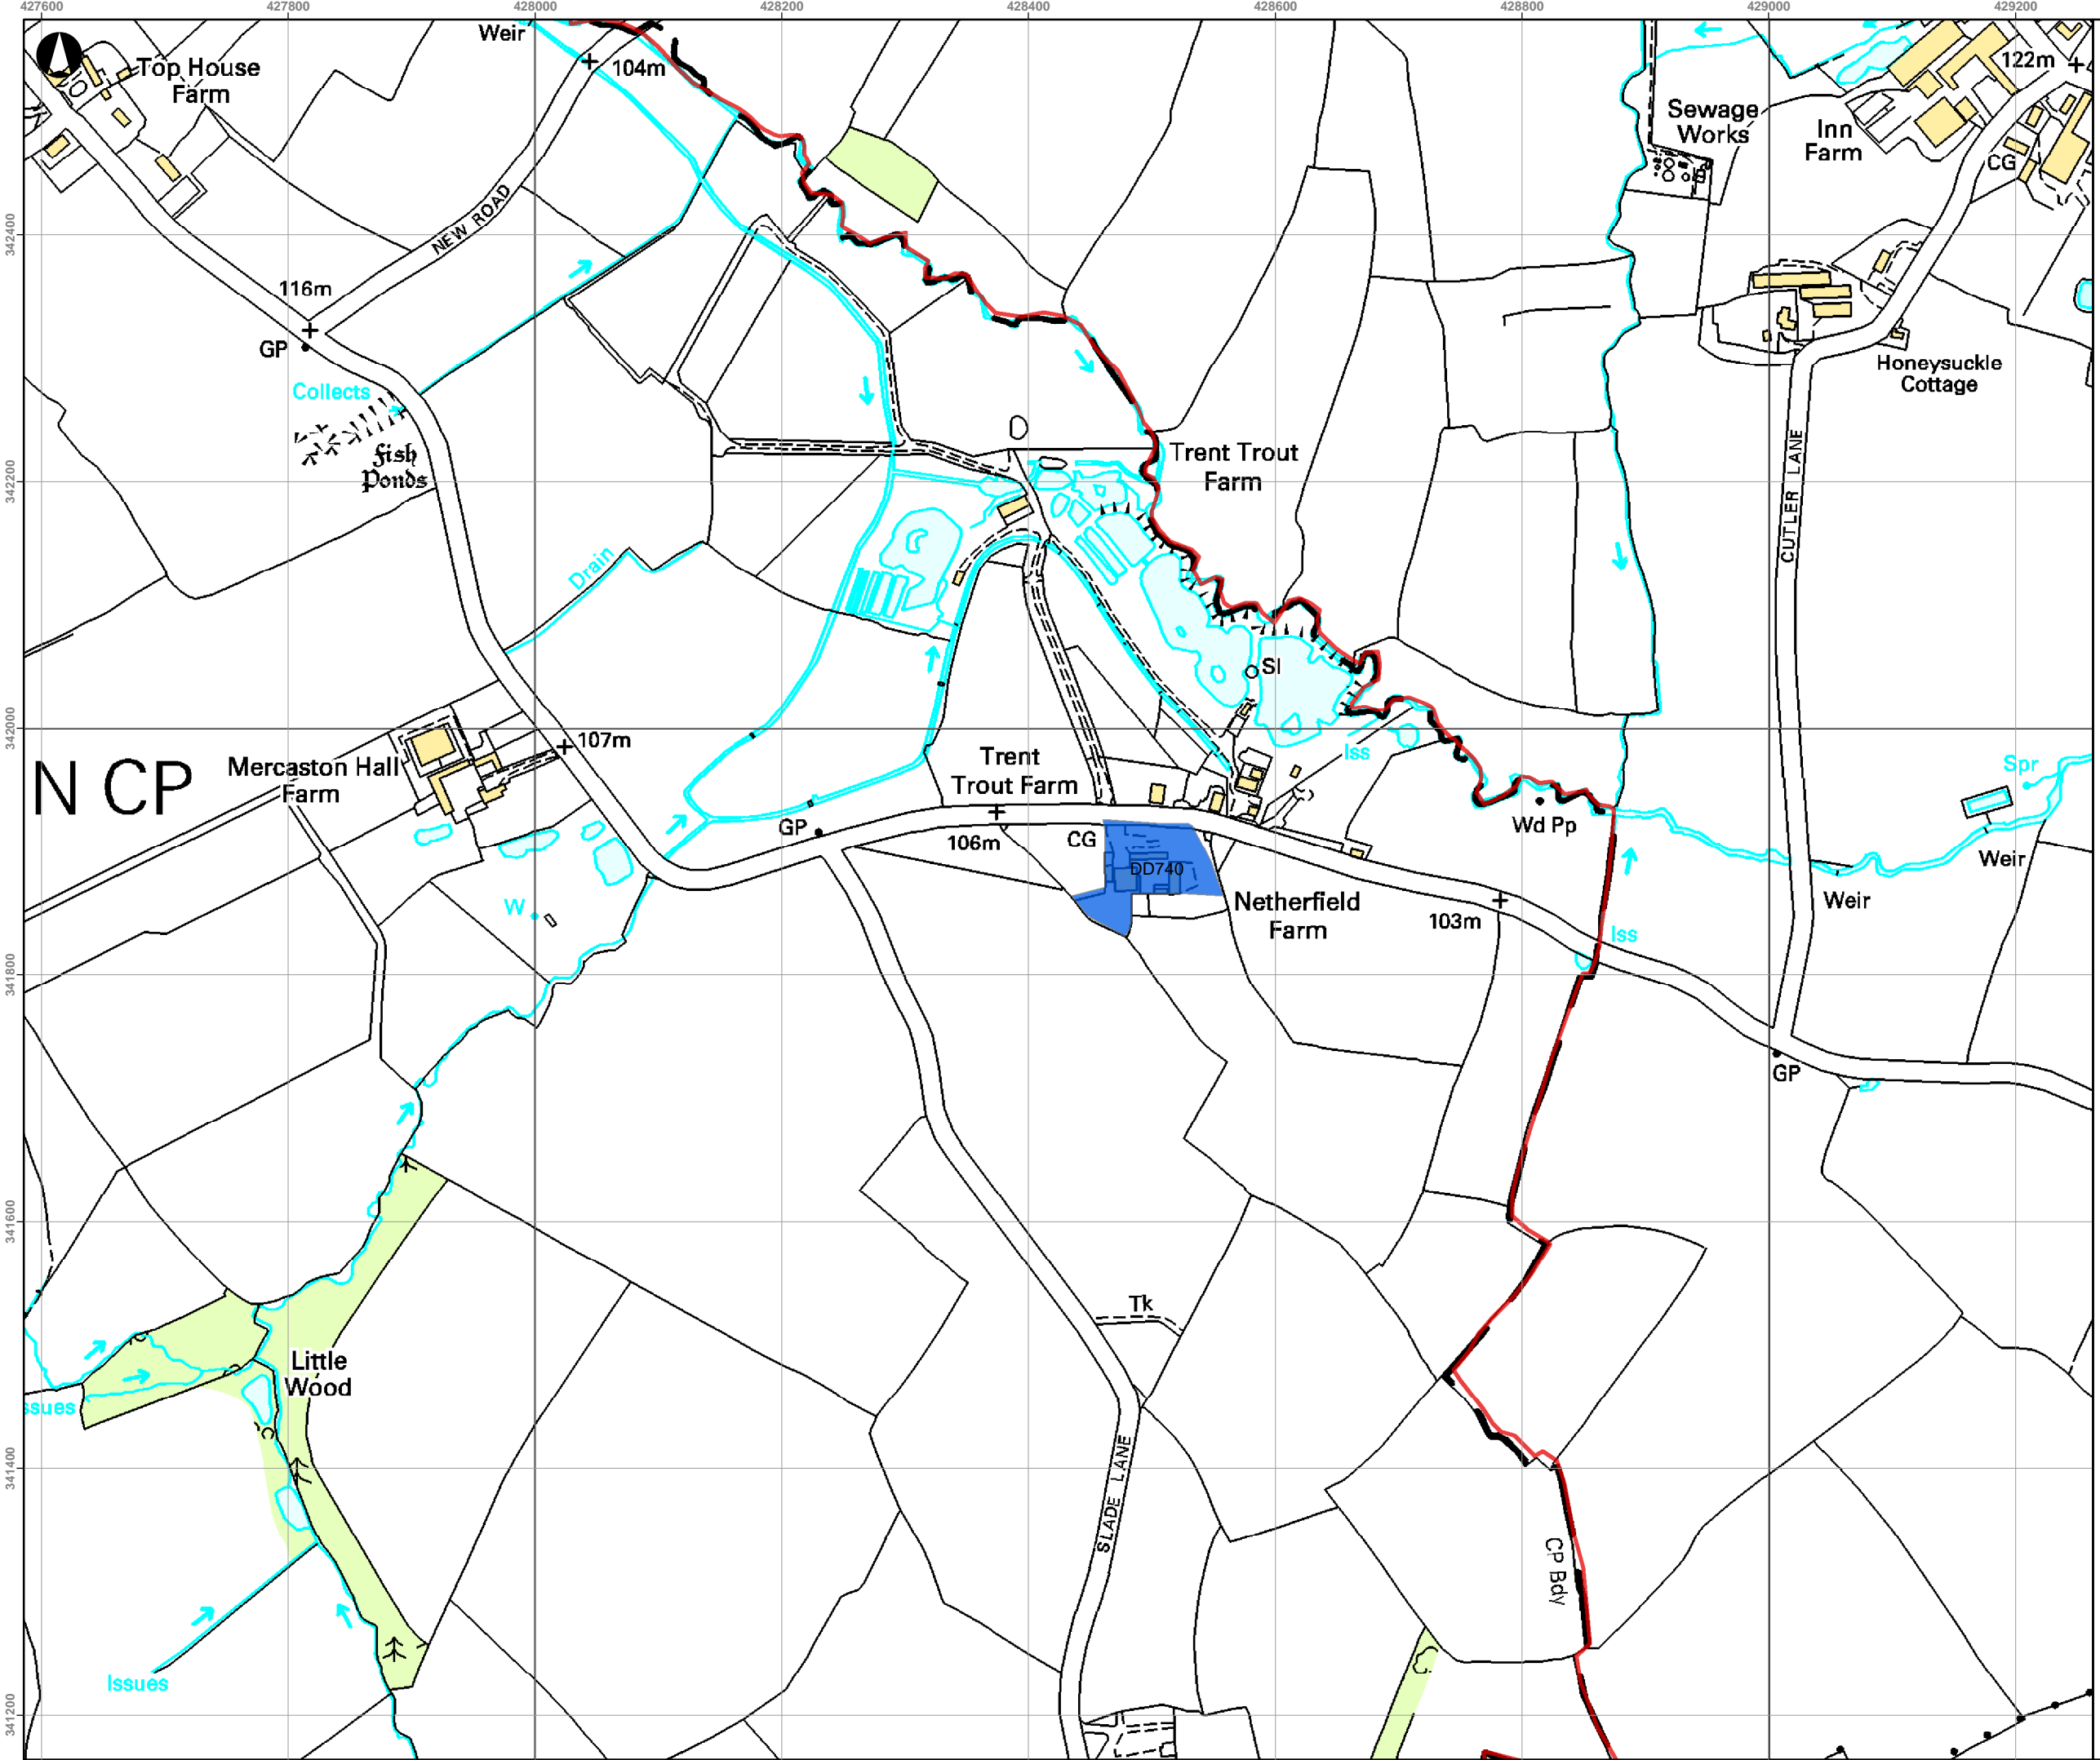 427600
427800
428000
428200
428400
428600
428800
429000
429200
Weir
104m
Top House
Farm
122m
Sewage
Works
Inn
Farm
CG
NEW ROAD
342400
116m
GP
Collects
Fish
Ponds
Honeysuckle
Cottage
CUTLER LANE
Trent Trout
Farm
342200
Drain
Sl
342000
107m
Iss
Spr
Mercaston Hall
Farm
N CP
Trent
Trout Farm
GP
106m
CG
DD740
Wd Pp
Weir
Weir
W
Netherfield
Farm
103m
Iss
341800
GP
341600
Tk
Little
Wood
ssues
341400
SLADE LANE
CP Bdy
Issues
341200